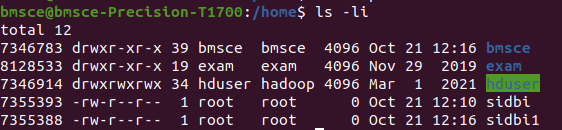 bmsce@bmsce-Precision-T1700:/home$ ls -li
total 12
7346783 drwxr-xr-x 39 bmsce  bmsce  4096 Oct 21 12:16 bmsce
8128533 drwxr-xr-x 19 exam   exam   4096 Nov 29  2019 exam
7346914 drwxrwxrwx 34 hduser hadoop 4096 Mar  1  2021 hduser
7355393 -rw-r--r--  1 root   root      0 Oct 21 12:10 sidbi
7355388 -rw-r--r--  1 root   root      0 Oct 21 12:16 sidbi1